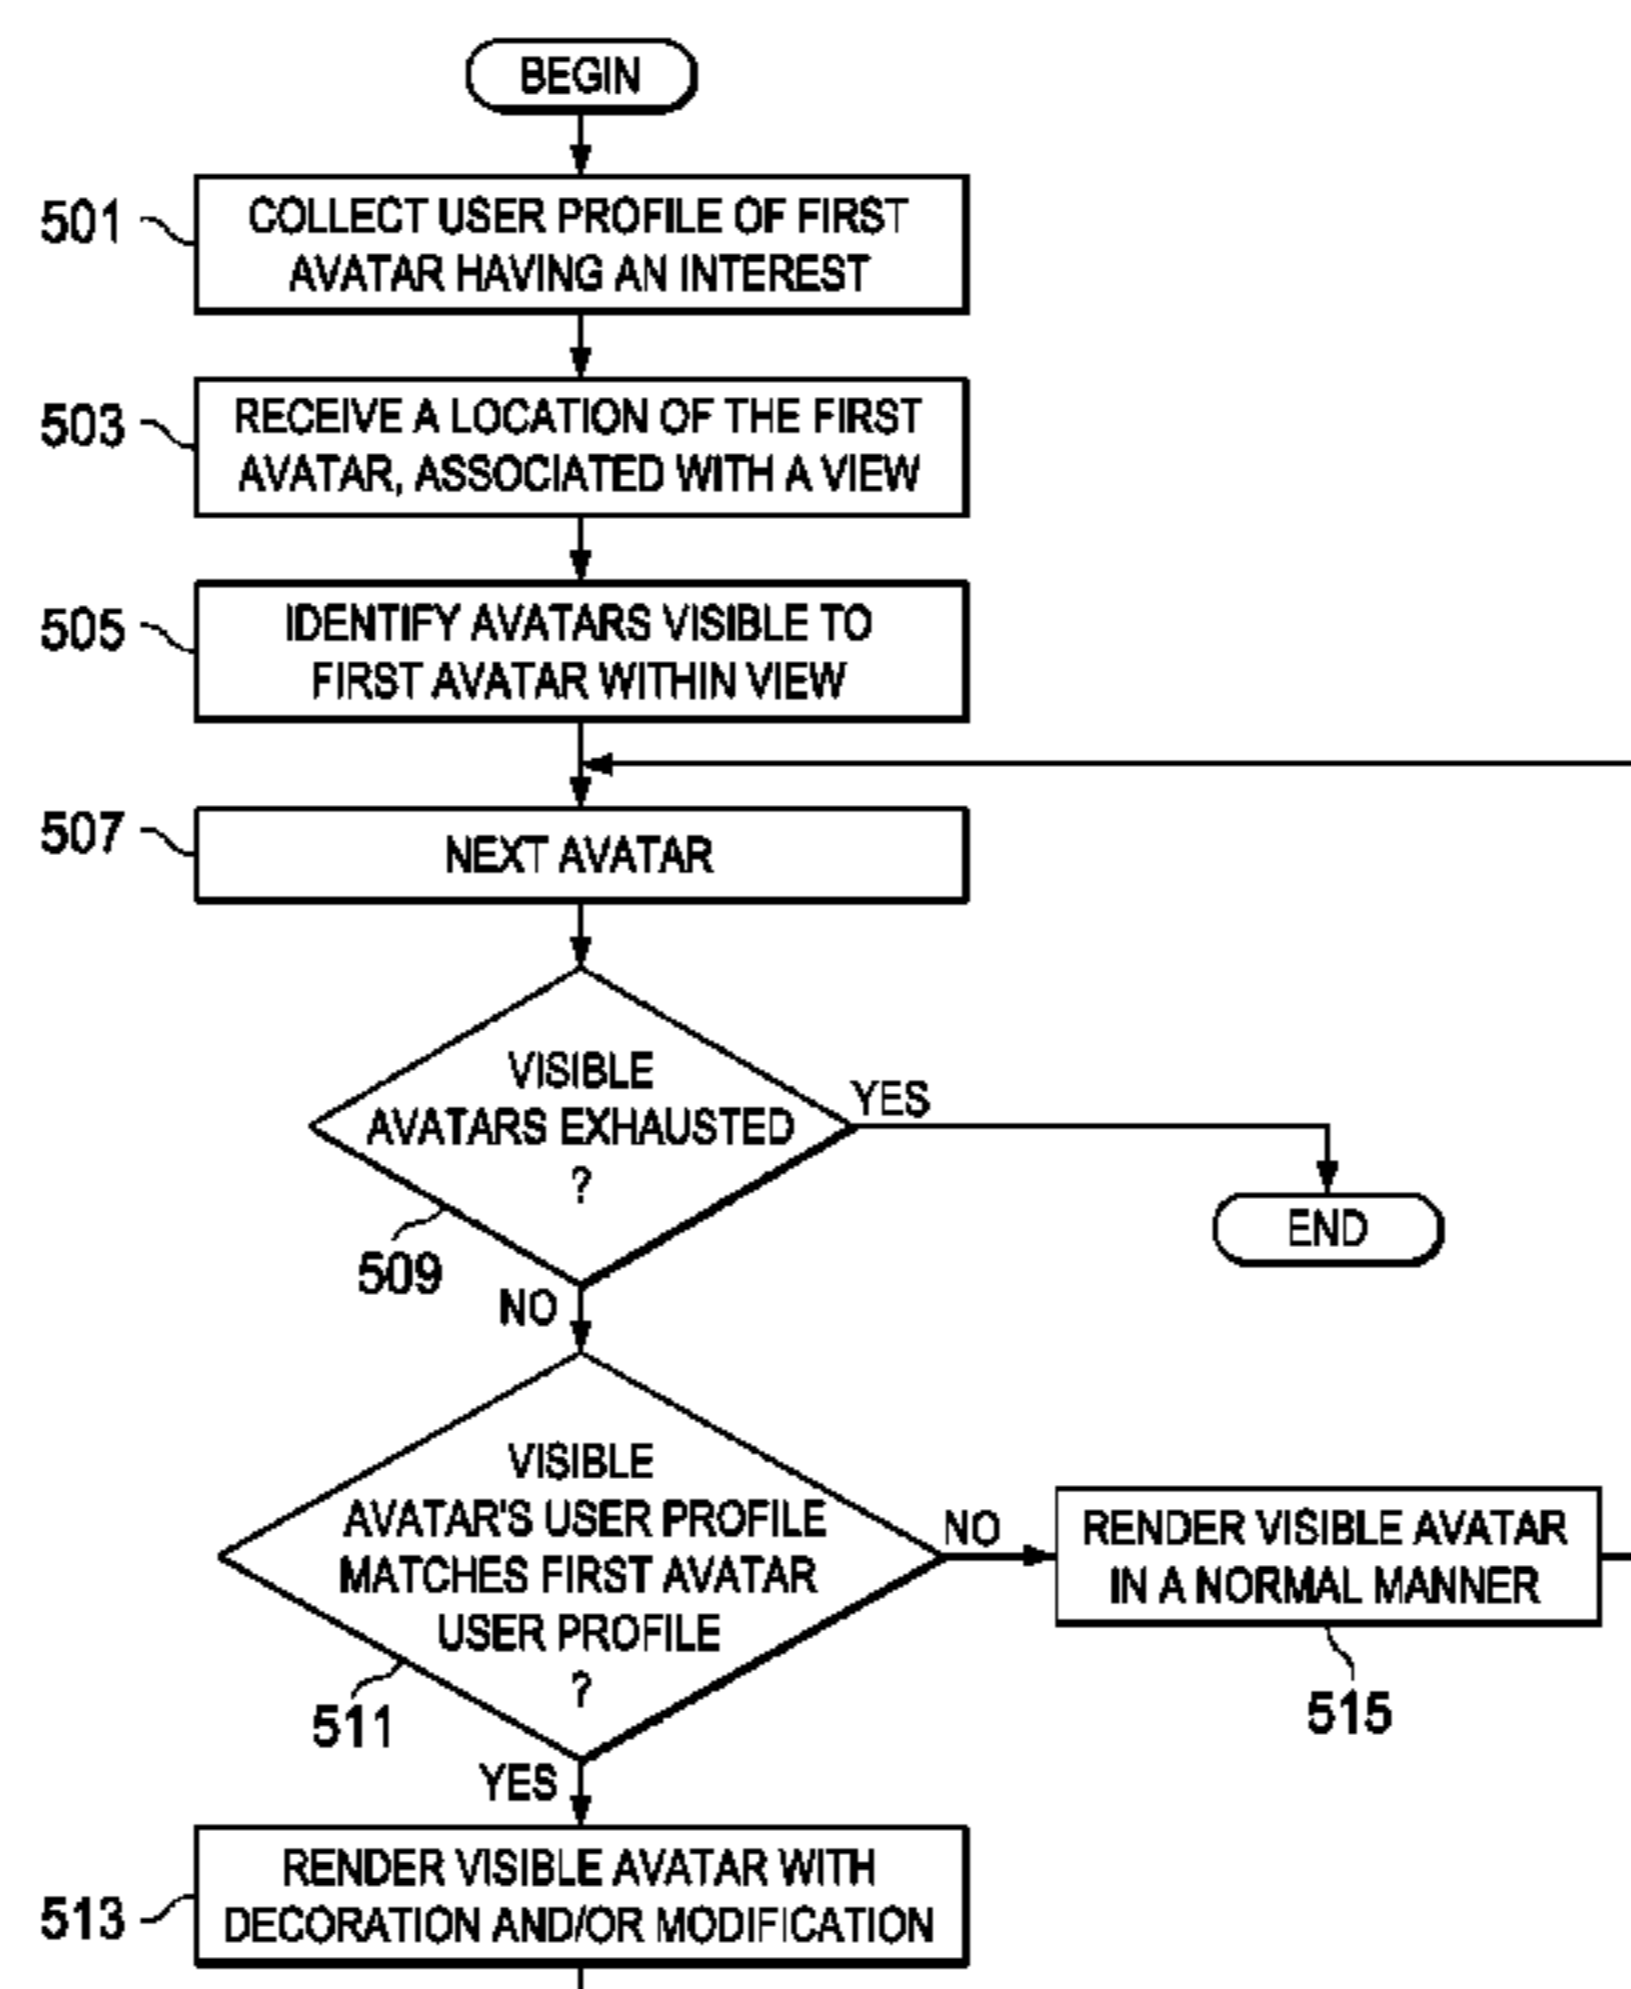 BEGIN
501
COLLECT USER PROFILE OF FIRST
AVATAR HAVING AN INTEREST
503
RECEIVE A LOCATION OF THE FIRST
AVATAR, ASSOCIATED WITH A VIEW
505
IDENTIFY AVATARS VISIBLE TO
FIRST AVATAR WITHIN VIEW
507
NEXT AVATAR
VISIBLE
AVATARS EXHAUSTED
?
YES
END
509
NO
VISIBLE
AVATAR'S USER PROFILE
MATCHES FIRST AVATAR
USER PROFILE
?
NO
RENDER VISIBLE AVATAR
IN A NORMAL MANNER
515
511
YES
513
RENDER VISIBLE AVATAR WITH
DECORATION AND/OR MODIFICATION